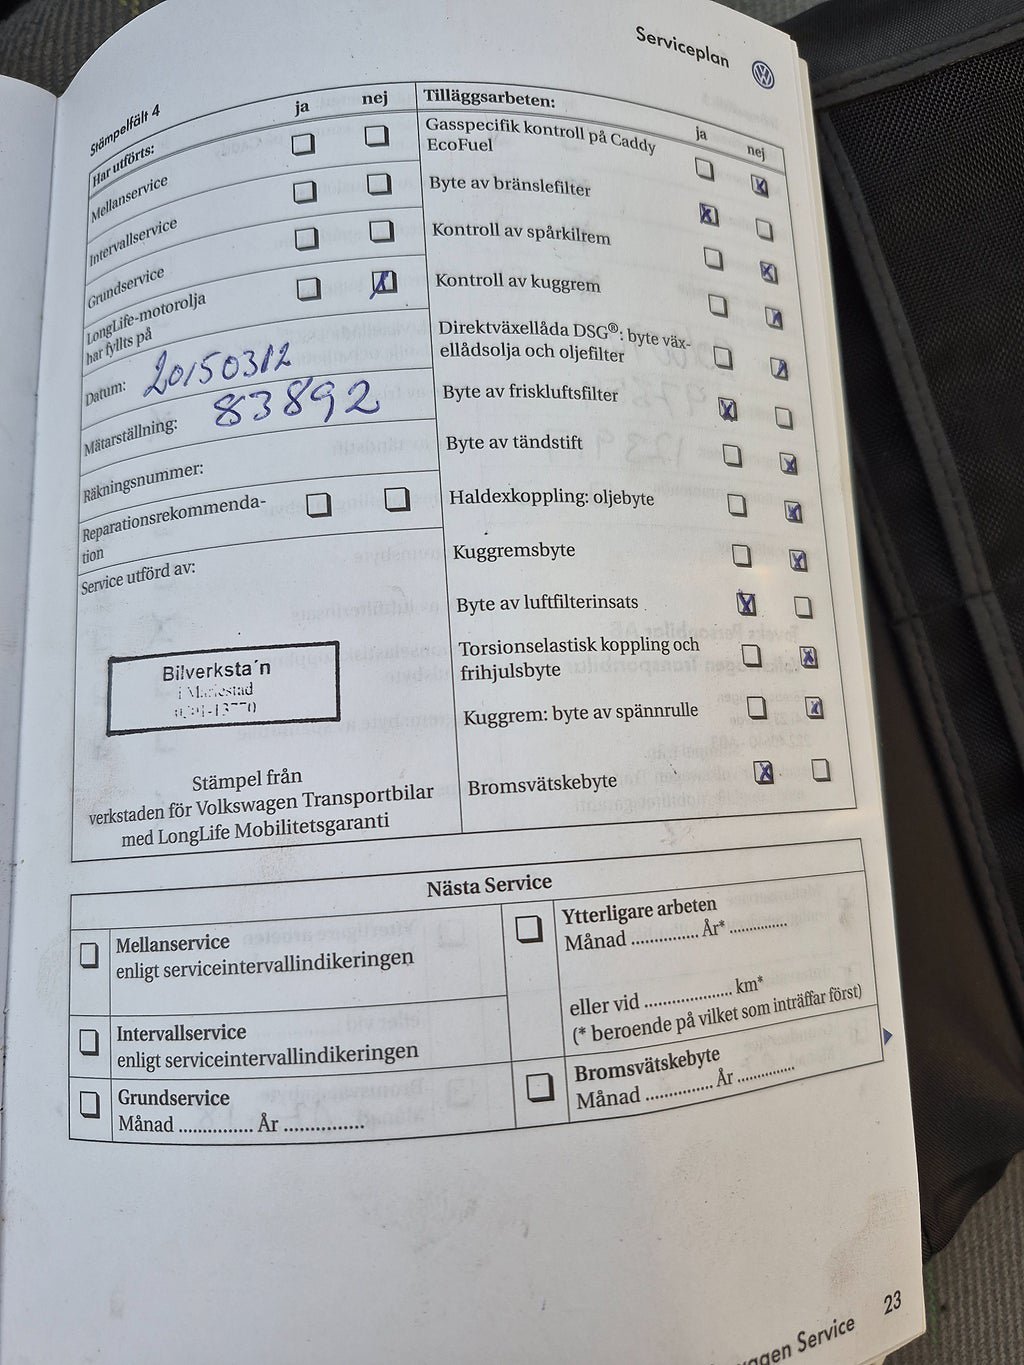 Serviceplan
Stämpelfält 4
ja nej
Har utförts:
Mellanservice
Intervallservice
Grundservice
LongLife-motorolja
har fyllts på
Datum: 20150312
Mätarställning: 83892
Räkningsnummer:
Reparationsrekommenda-
tion
Service utförd av:
Bilverksta´n
i Mariestad
Stämpel från
verkstaden för Volkswagen Transportbilar
med LongLife Mobilitetsgaranti
Tilläggsarbeten:
ja nej
Gasspecifik kontroll på Caddy
EcoFuel
Byte av bränslefilter
Kontroll av spårkilrem
Kontroll av kuggrem
Direktväxellåda DSG®: byte väx-
ellådsolja och oljefilter
Byte av friskluftsfilter
Byte av tändstift
Haldexkoppling: oljebyte
Kuggremsbyte
Byte av luftfilterinsats
Torsionselastisk koppling och
frihjulsbyte
Kuggrem: byte av spännrulle
Bromsvätskebyte
Nästa Service
Mellanservice
enligt serviceintervallindikeringen
Intervallservice
enligt serviceintervallindikeringen
Grundservice
Månad .............. År ...............
Ytterligare arbeten
Månad .............. År* .............
eller vid .................... km*
(* beroende på vilket som inträffar först)
Bromsvätskebyte
Månad .............. År .............
23
Service